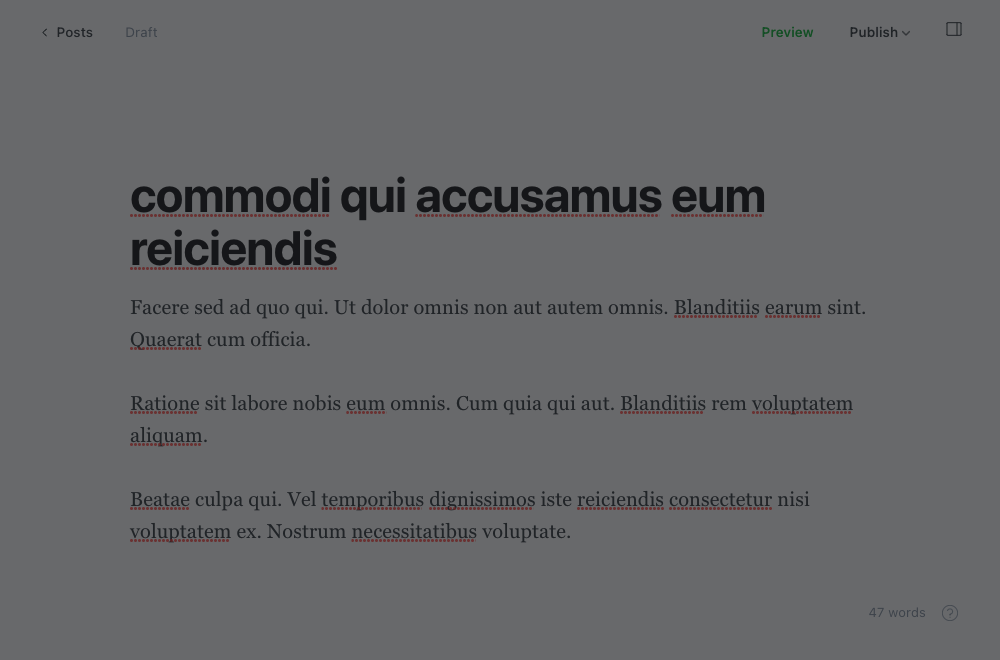 Posts
Draft
Preview
Publish
commodi qui accusamus eum
reiciendis
Facere sed ad quo qui. Ut dolor omnis non aut autem omnis. Blanditiis earum sint.
Quaerat cum officia.
Ratione sit labore nobis eum omnis. Cum quia qui aut. Blanditiis rem voluptatem
aliquam.
Beatae culpa qui. Vel temporibus dignissimos iste reiciendis consectetur nisi
voluptatem ex. Nostrum necessitatibus voluptate.
47 words
?